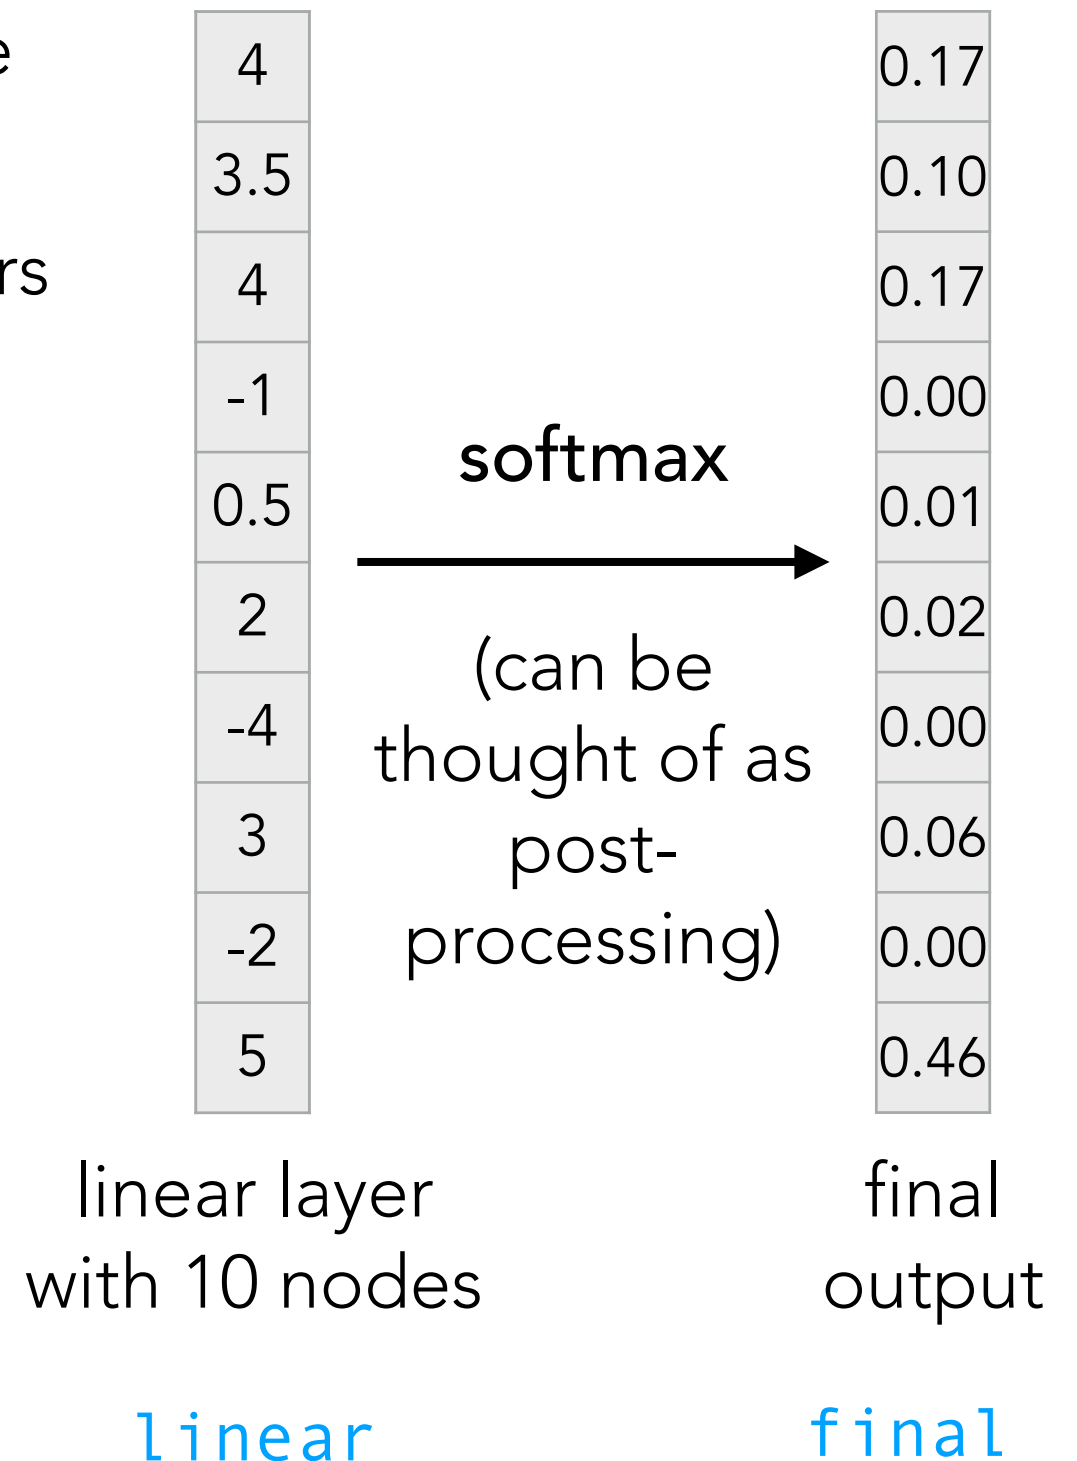 e
rs
4
3.5
4
-1
0.5
2
-4
3
-2
5
softmax
(can be
thought of as
post-
processing)
0.17
0.10
0.17
0.00
0.01
0.02
0.00
0.06
0.00
0.46
linear layer
with 10 nodes
final
output
linear
final